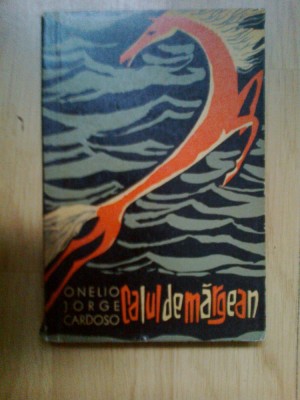 ONELIO
JORGE
CARDOSO
Calul de mărgean